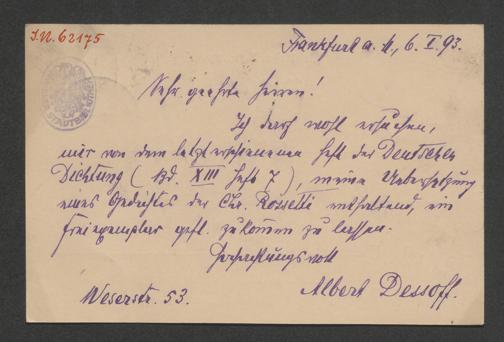 I.N. 62175
Frankfurt a. M., 6. I. 93.
Sehr geehrte Herren!
Ich darf wohl ersuchen,
mir von dem letzterschienenen Heft der Deutschen
Dichtung (Bd. XIII Heft 7), meine Uebersetzung
eines Gedichtes der Chr. Rossetti enthaltend, ein
Freiexemplar gefl. zukommen zu lassen.
Hochachtungsvoll
Albert Dessoff.
Weserstr. 53.